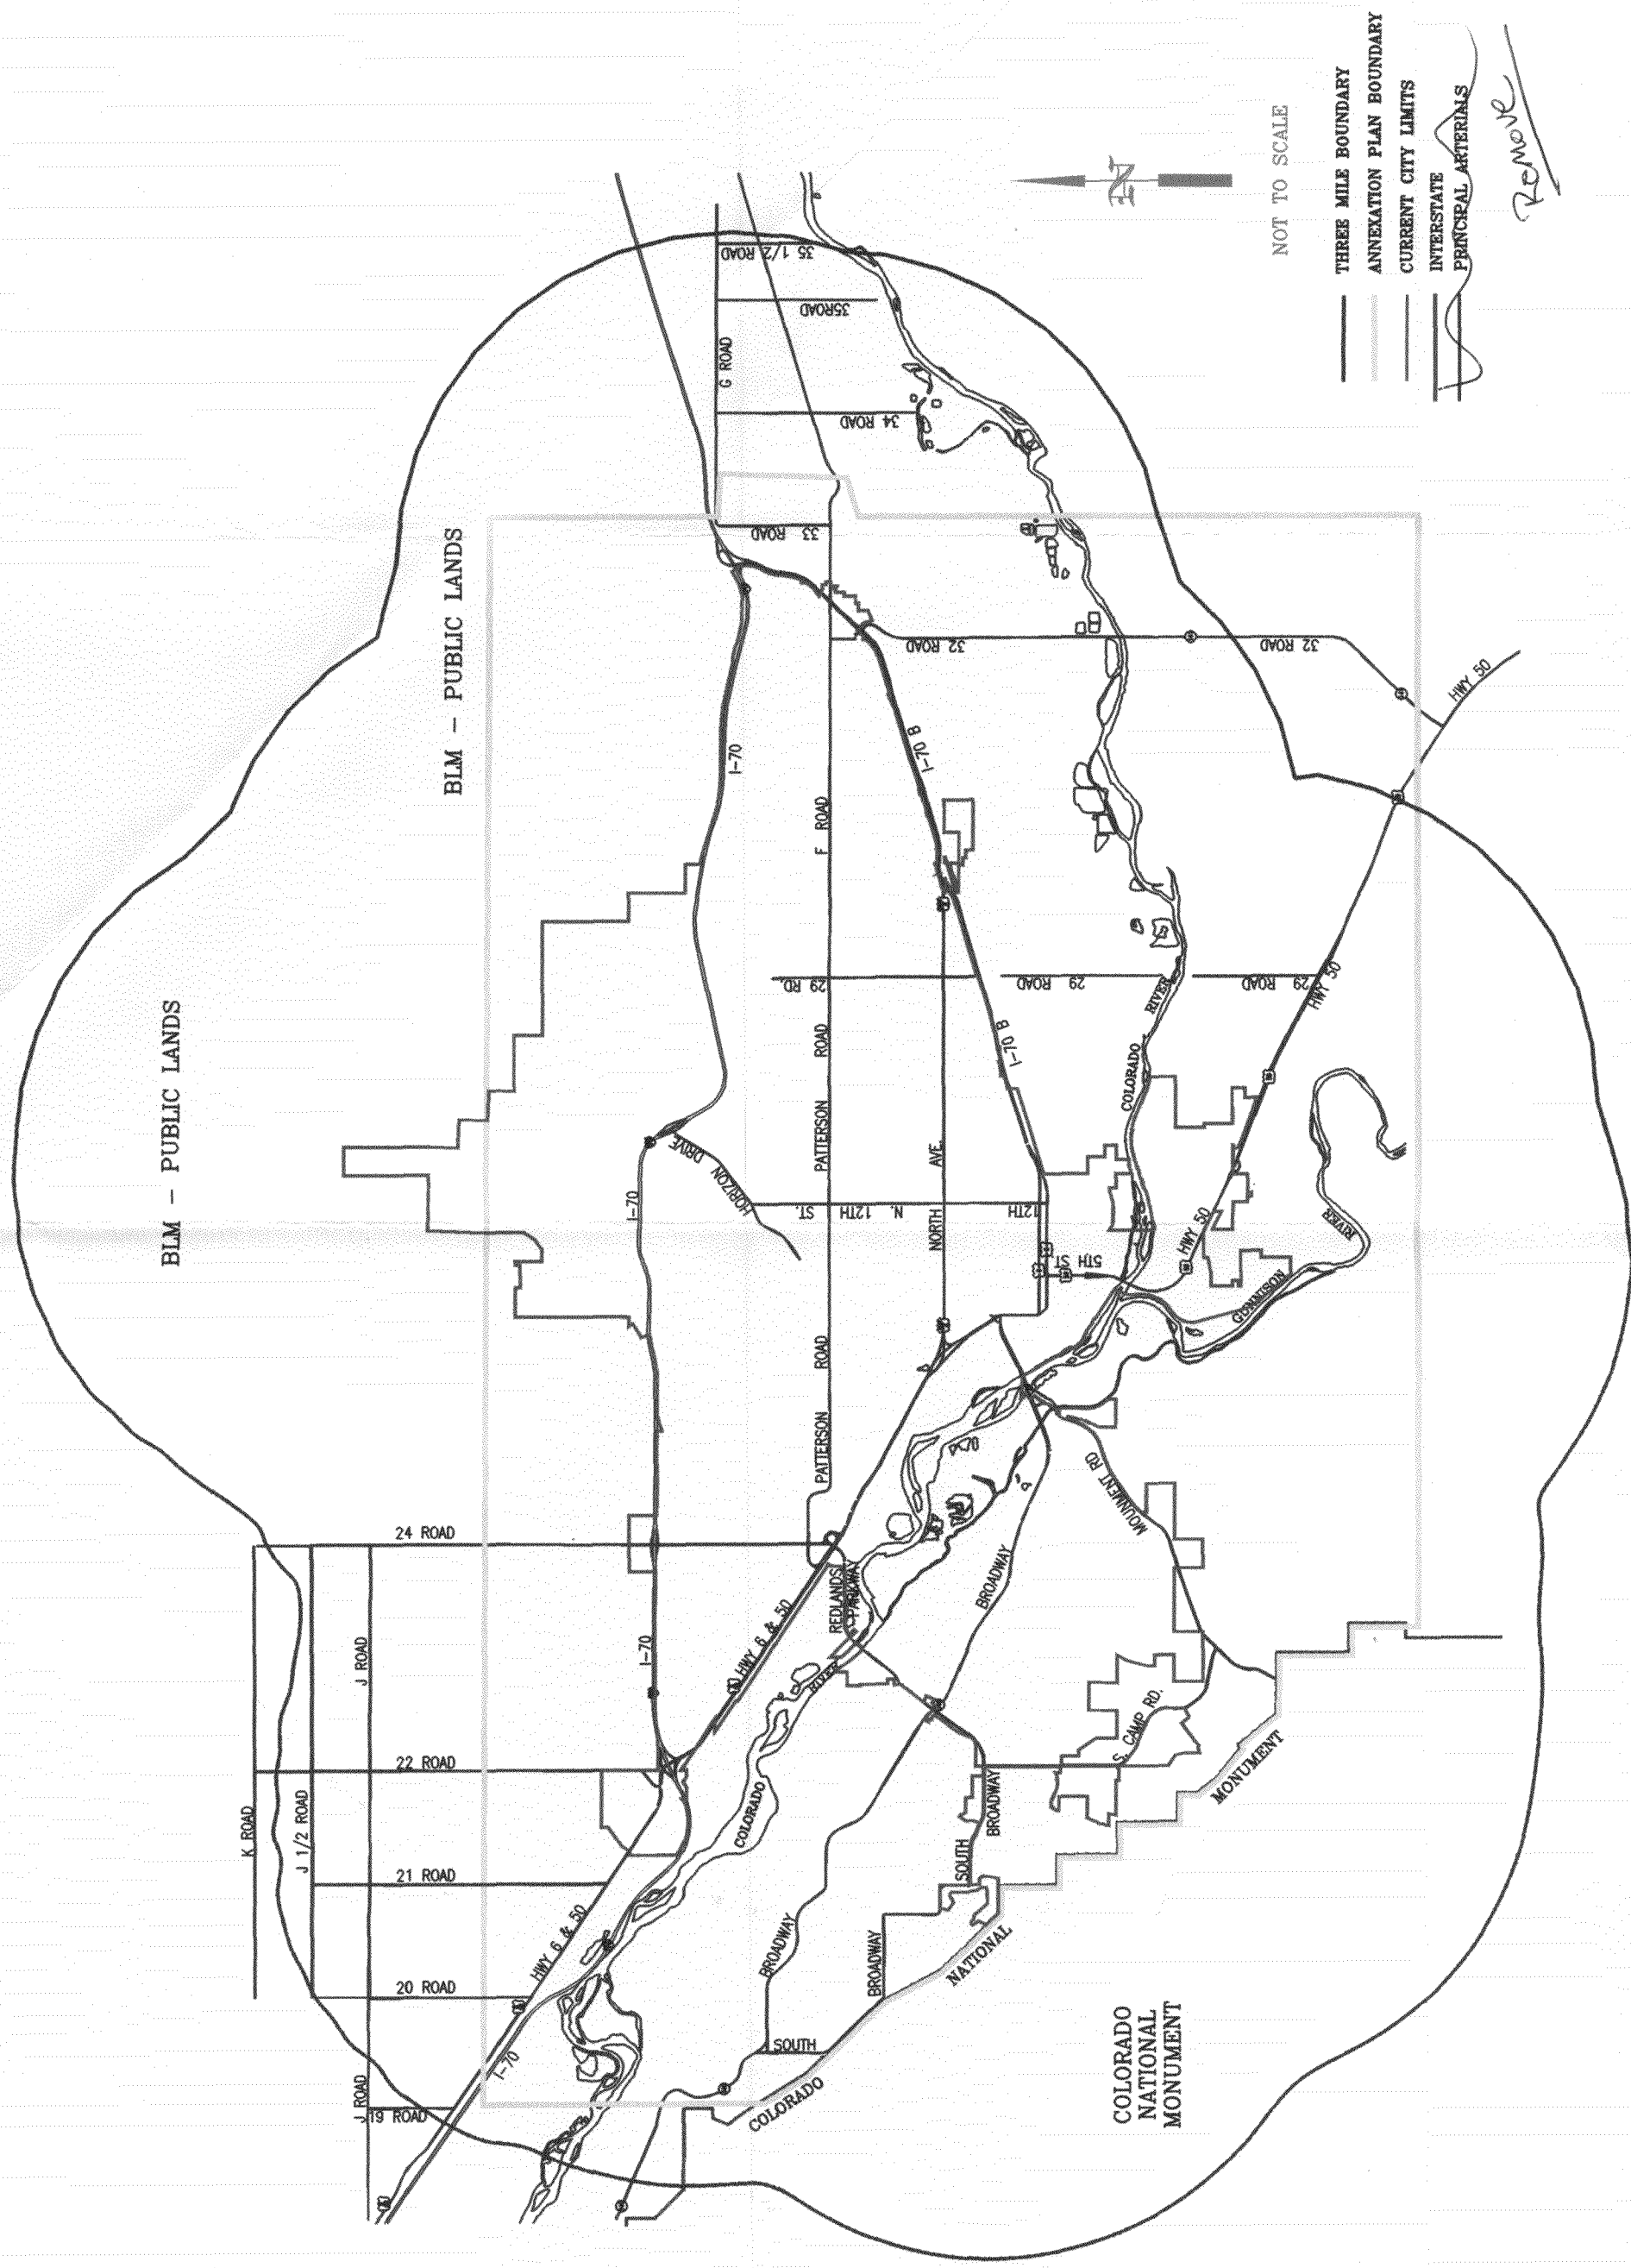 BLM - PUBLIC LANDS
BLM - PUBLIC LANDS
K ROAD
J 1/2 ROAD
J ROAD
J ROAD
19 ROAD
20 ROAD
21 ROAD
22 ROAD
24 ROAD
I-70
HWY 6 & 50
I-70
HWY 6 & 50
I-70
HORIZON DRIVE
I-70
G ROAD
33 ROAD
34 ROAD
35ROAD
35 1/2 ROAD
PATTERSON ROAD
PATTERSON ROAD
F ROAD
29 RD.
N. 12TH ST.
12TH
NORTH AVE.
I-70 B
I-70 B
32 ROAD
32 ROAD
29 ROAD
29 ROAD
5TH ST
HWY 50
HWY 50
HWY 50
COLORADO RIVER
GUNNISON RIVER
REDLANDS
PARKWAY
COLORADO RIVER
BROADWAY
BROADWAY
BROADWAY
SOUTH
SOUTH BROADWAY
MOUNMENT RD
S. CAMP RD.
COLORADO NATIONAL MONUMENT
COLORADO
NATIONAL
MONUMENT
N
NOT TO SCALE
THREE MILE BOUNDARY
ANNEXATION PLAN BOUNDARY
CURRENT CITY LIMITS
INTERSTATE
PRINCIPAL ARTERIALS
Remove